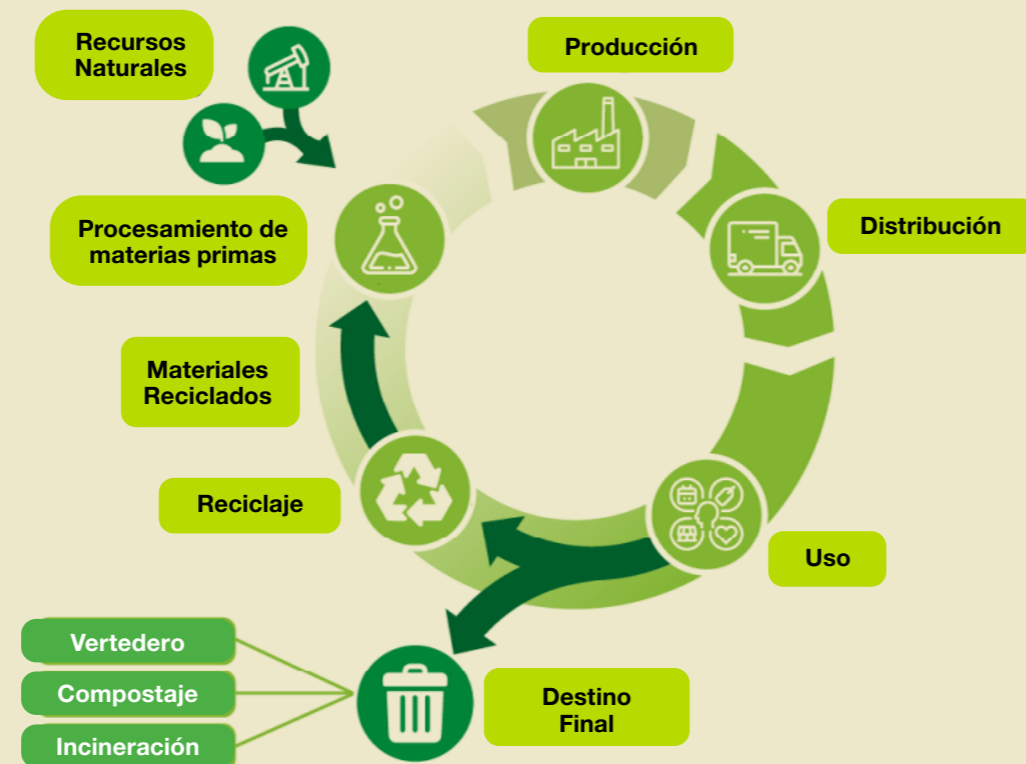 Recursos
Naturales
Producción
Procesamiento de
materias primas
Distribución
Materiales
Reciclados
Reciclaje
Uso
Vertedero
Compostaje
Incineración
Destino
Final